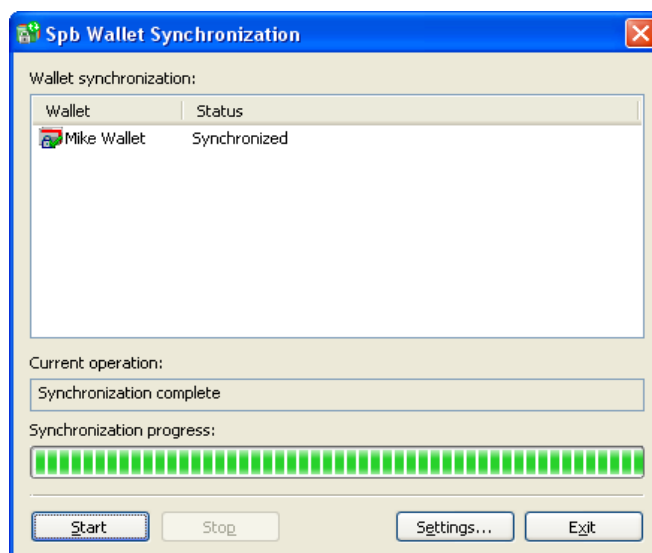 Spb Wallet Synchronization
Wallet synchronization:
Wallet Status
Mike Wallet Synchronized
Current operation:
Synchronization complete
Synchronization progress:
Start Stop Settings... Exit